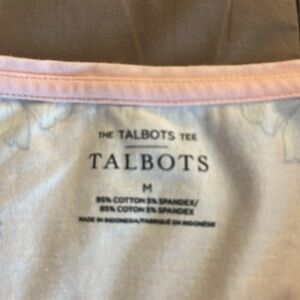 THE TALBOTS TEE
TALBOTS
M
95% COTTON 5% SPANDEX/
95% COTON 5% SPANDEX
MADE IN INDONESIA/FABRIQUÉ EN INDONÉSIE